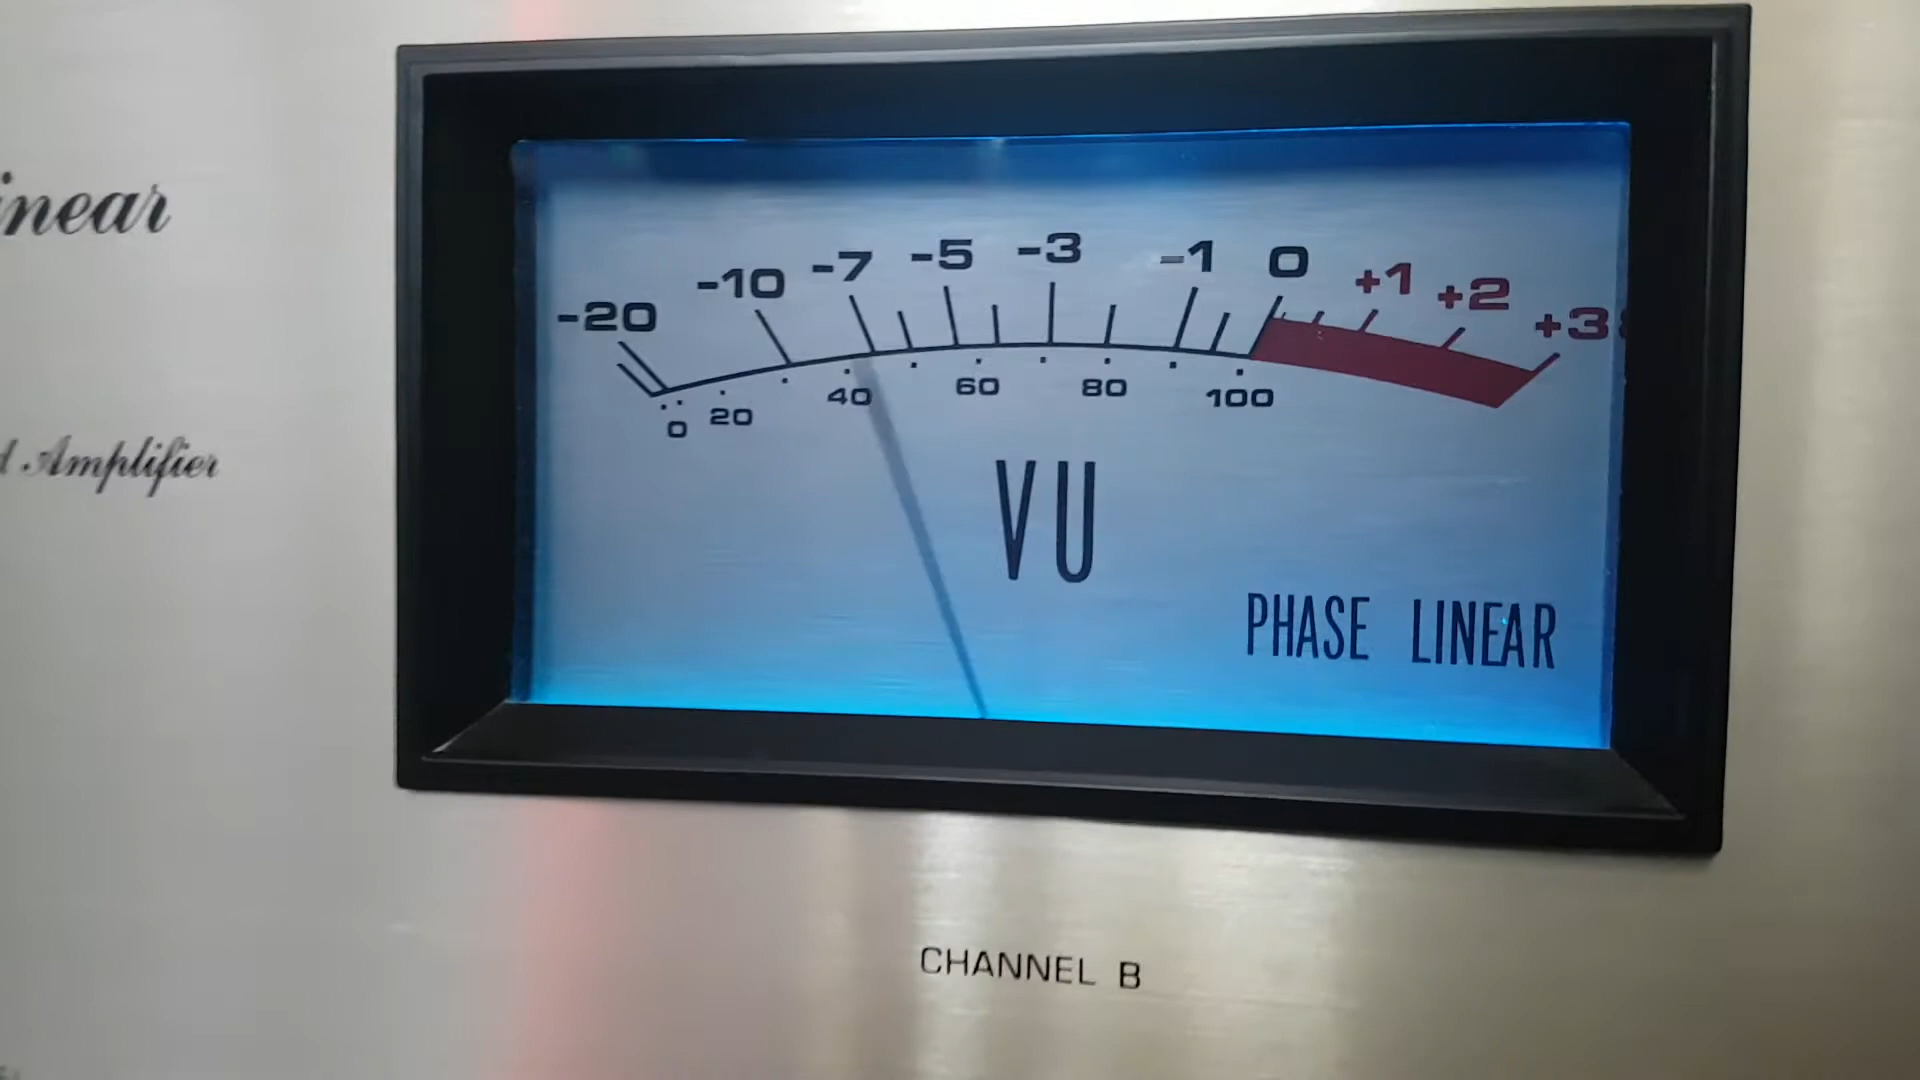 inear
d Amplifier
-20 -10 -7 -5 -3 -1 0 +1 +2 +3
0 20 40 60 80 100
VU
PHASE LINEAR
CHANNEL B